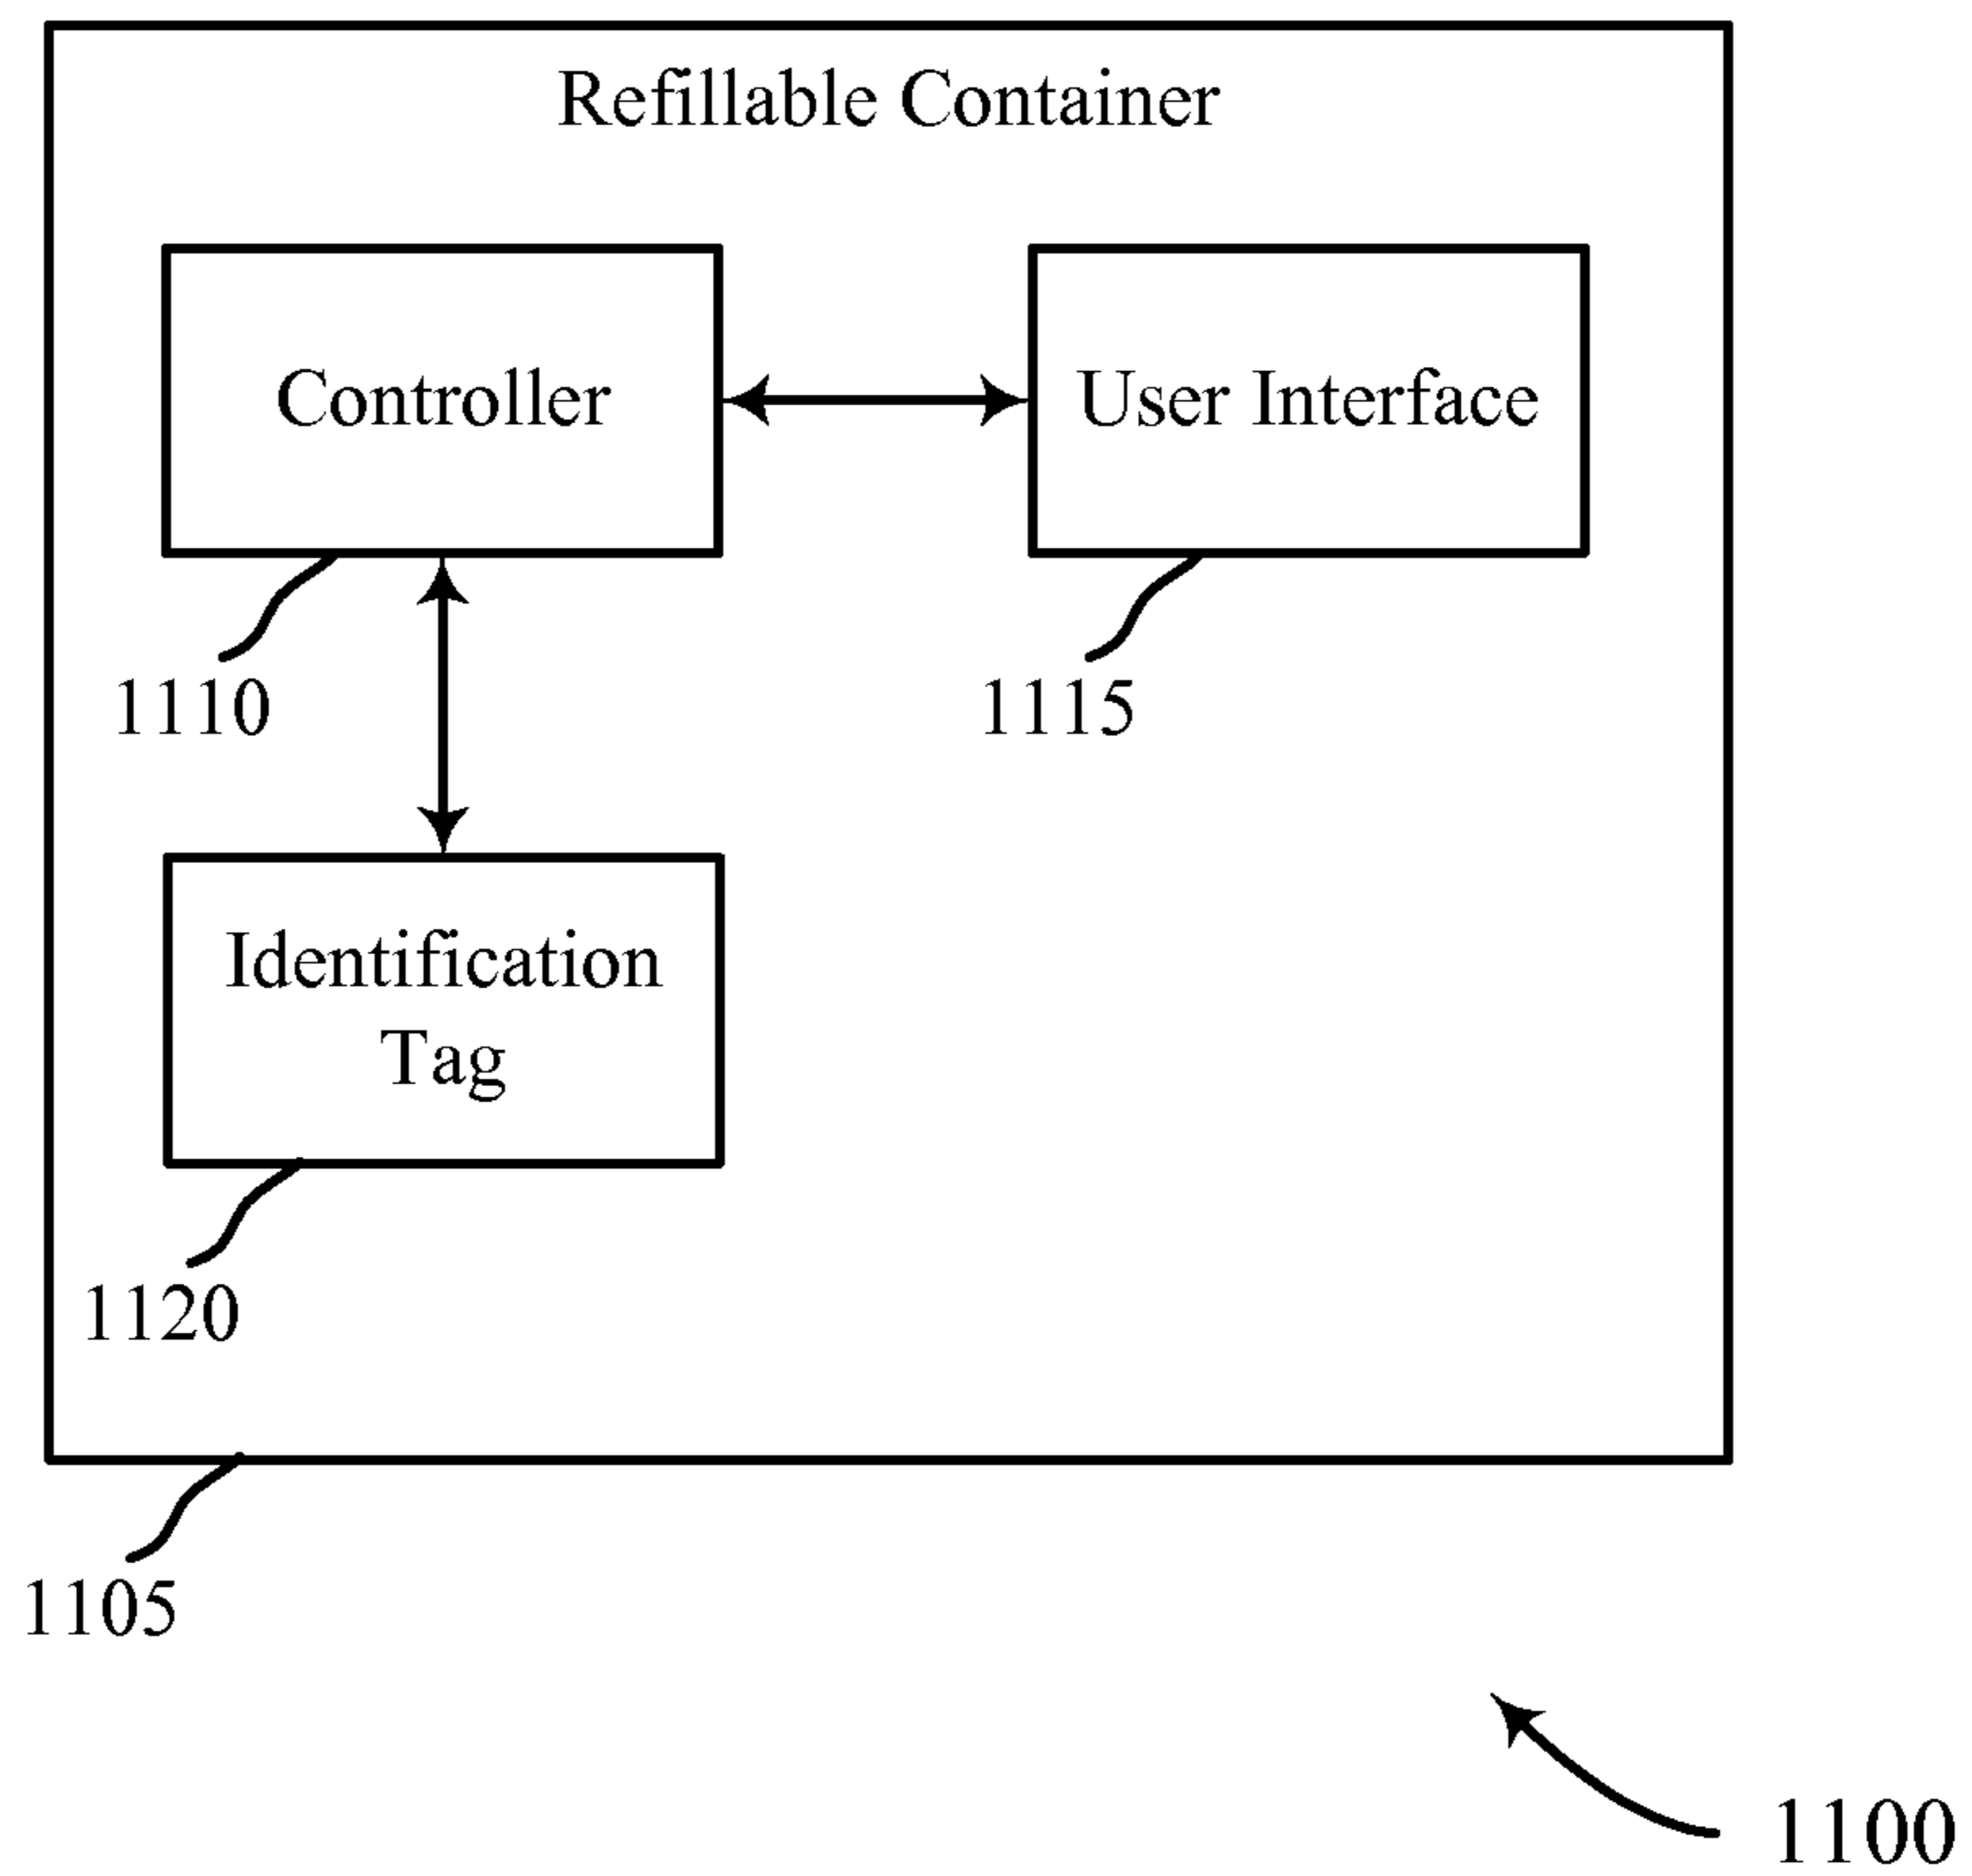 Refillable Container
Controller
User Interface
1110
1115
Identification
Tag
1120
1105
1100